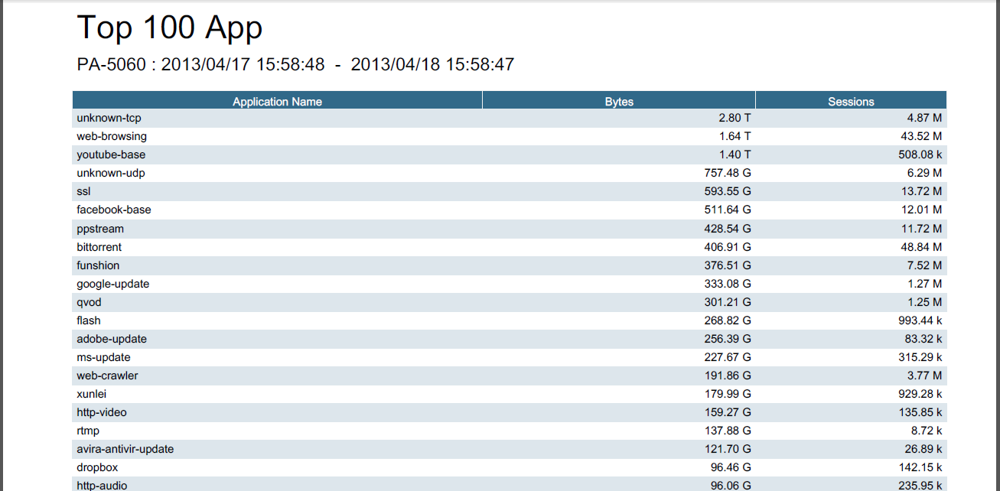 Top 100 App
PA-5060 : 2013/04/17 15:58:48 - 2013/04/18 15:58:47
Application Name Bytes Sessions
unknown-tcp 2.80 T 4.87 M
web-browsing 1.64 T 43.52 M
youtube-base 1.40 T 508.08 k
unknown-udp 757.48 G 6.29 M
ssl 593.55 G 13.72 M
facebook-base 511.64 G 12.01 M
ppstream 428.54 G 11.72 M
bittorrent 406.91 G 48.84 M
funshion 376.51 G 7.52 M
google-update 333.08 G 1.27 M
qvod 301.21 G 1.25 M
flash 268.82 G 993.44 k
adobe-update 256.39 G 83.32 k
ms-update 227.67 G 315.29 k
web-crawler 191.86 G 3.77 M
xunlei 179.99 G 929.28 k
http-video 159.27 G 135.85 k
rtmp 137.88 G 8.72 k
avira-antivir-update 121.70 G 26.89 k
dropbox 96.46 G 142.15 k
http-audio 96.06 G 235.95 k